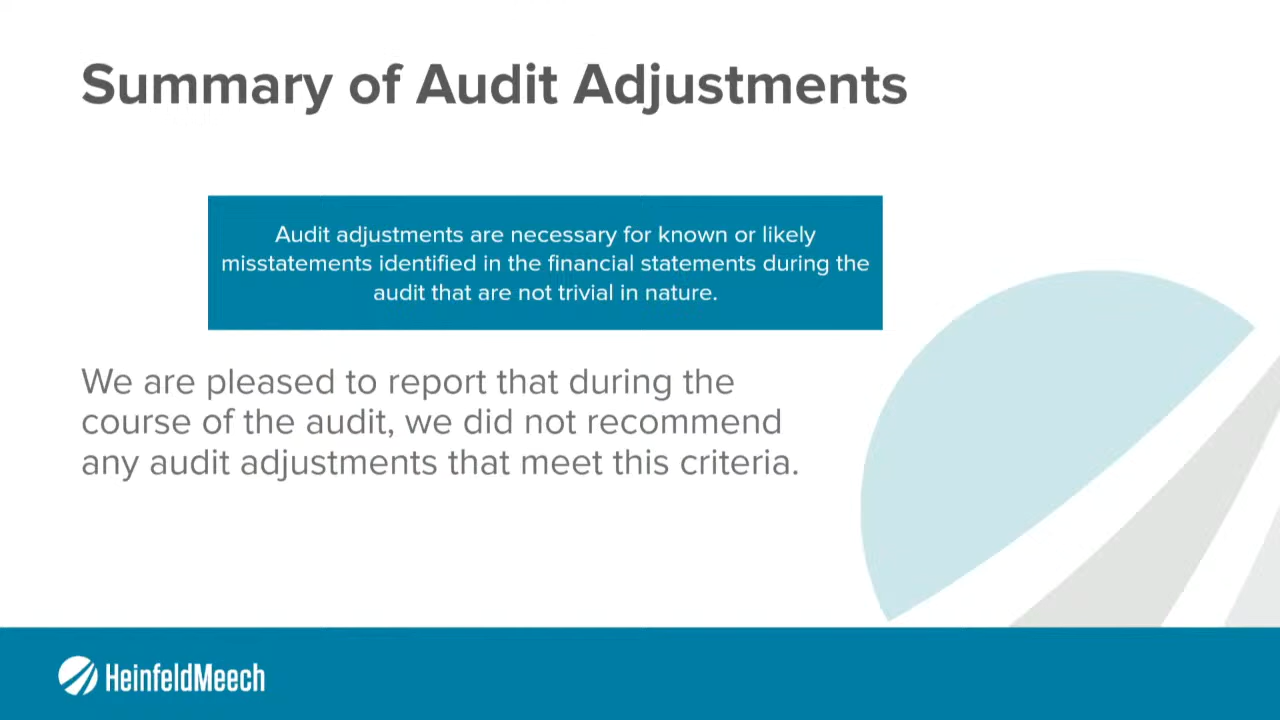 Summary of Audit Adjustments
Audit adjustments are necessary for known or likely
misstatements identified in the financial statements during the
audit that are not trivial in nature.
We are pleased to report that during the
course of the audit, we did not recommend
any audit adjustments that meet this criteria.
HeinfeldMeech